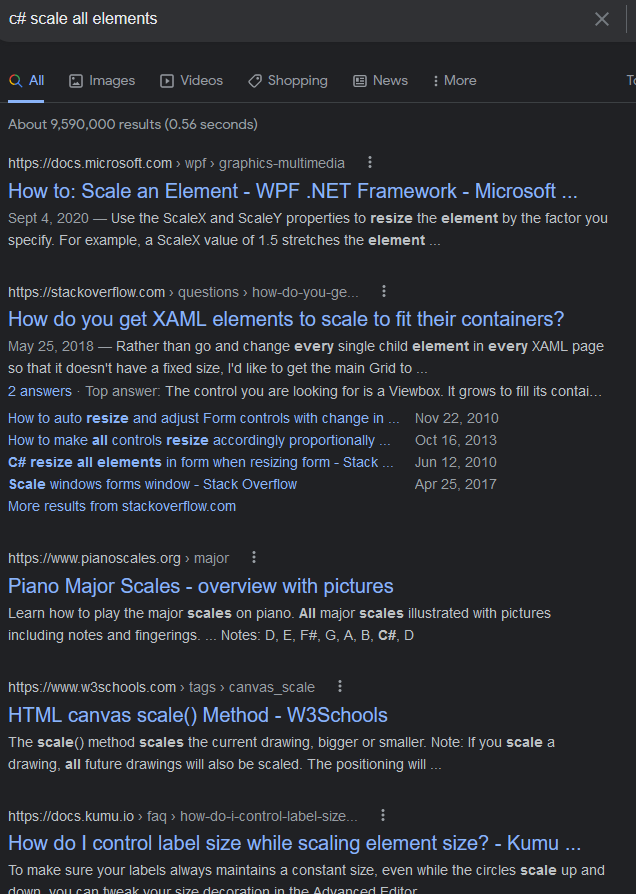 c# scale all elements
All Images Videos Shopping News More To
About 9,590,000 results (0.56 seconds)
https://docs.microsoft.com › wpf › graphics-multimedia
How to: Scale an Element - WPF .NET Framework - Microsoft ...
Sept 4, 2020 — Use the ScaleX and ScaleY properties to resize the element by the factor you
specify. For example, a ScaleX value of 1.5 stretches the element ...
https://stackoverflow.com › questions › how-do-you-ge...
How do you get XAML elements to scale to fit their containers?
May 25, 2018 — Rather than go and change every single child element in every XAML page
so that it doesn't have a fixed size, I'd like to get the main Grid to ...
2 answers · Top answer: The control you are looking for is a Viewbox. It grows to fill its contai...
How to auto resize and adjust Form controls with change in ... Nov 22, 2010
How to make all controls resize accordingly proportionally ... Oct 16, 2013
C# resize all elements in form when resizing form - Stack ... Jun 12, 2010
Scale windows forms window - Stack Overflow Apr 25, 2017
More results from stackoverflow.com
https://www.pianoscales.org › major
Piano Major Scales - overview with pictures
Learn how to play the major scales on piano. All major scales illustrated with pictures
including notes and fingerings. ... Notes: D, E, F#, G, A, B, C#, D
https://www.w3schools.com › tags › canvas_scale
HTML canvas scale() Method - W3Schools
The scale() method scales the current drawing, bigger or smaller. Note: If you scale a
drawing, all future drawings will also be scaled. The positioning will ...
https://docs.kumu.io › faq › how-do-i-control-label-size...
How do I control label size while scaling element size? - Kumu ...
To make sure your labels always maintains a constant size, even while the circles scale up and
down, you can tweak your size decoration in the Advanced Editor